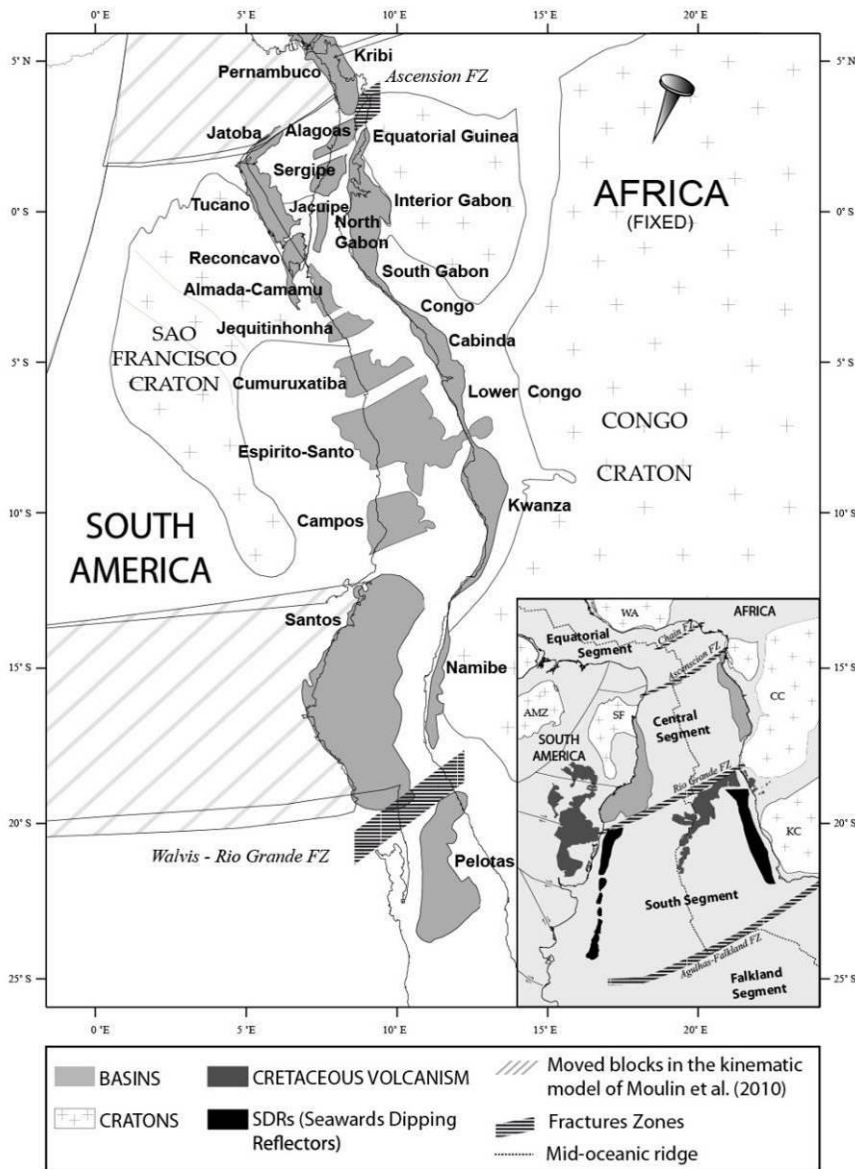 0° E
5° E
10° E
15° E
20° E
5° N
0° S
5° S
10° S
15° S
20° S
25° S
5° N
0° S
5° S
10° S
15° S
20° S
25° S
0° E
5° E
10° E
15° E
20° E
Kribi
Pernambuco
Ascension FZ
Jatoba
Alagoas
Equatorial Guinea
Sergipe
Interior Gabon
Tucano
Jacuipe
North
Gabon
Reconcavo
South Gabon
Almada-Camamu
Congo
Jequitinhonha
Cabinda
Cumuruxatiba
Lower Congo
Espirito-Santo
Kwanza
Campos
Santos
Namibe
Walvis - Rio Grande FZ
Pelotas
AFRICA
(FIXED)
SAO
FRANCISCO
CRATON
CONGO
CRATON
SOUTH
AMERICA
WA
AFRICA
Equatorial
Segment
Chain FZ
Ascenscion FZ
AMZ
SF
CC
Central
Segment
SOUTH
AMERICA
Rio Grande FZ
KC
South Segment
Agulhas-Falkland FZ
Falkland
Segment
BASINS
CRATONS
CRETACEOUS VOLCANISM
SDRs (Seawards Dipping
Reflectors)
Moved blocks in the kinematic
model of Moulin et al. (2010)
Fractures Zones
Mid-oceanic ridge